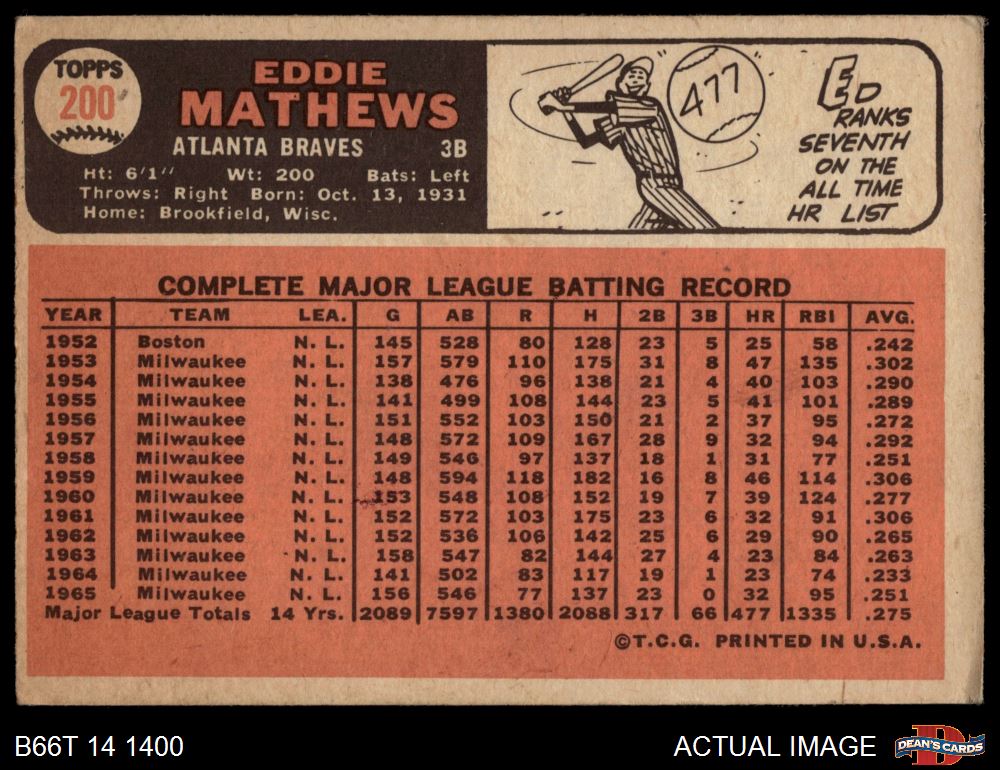 TOPPS
200
EDDIE
MATHEWS
ATLANTA BRAVES 3B
Ht: 6'1" Wt: 200 Bats: Left
Throws: Right Born: Oct. 13, 1931
Home: Brookfield, Wisc.
477
ED
RANKS
SEVENTH
ON THE
ALL TIME
HR LIST
COMPLETE MAJOR LEAGUE BATTING RECORD
YEAR TEAM LEA. G AB R H 2B 3B HR RBI AVG.
1952 Boston N. L. 145 528 80 128 23 5 25 58 .242
1953 Milwaukee N. L. 157 579 110 175 31 8 47 135 .302
1954 Milwaukee N. L. 138 476 96 138 21 4 40 103 .290
1955 Milwaukee N. L. 141 499 108 144 23 5 41 101 .289
1956 Milwaukee N. L. 151 552 103 150 21 2 37 95 .272
1957 Milwaukee N. L. 148 572 109 167 28 9 32 94 .292
1958 Milwaukee N. L. 149 546 97 137 18 1 31 77 .251
1959 Milwaukee N. L. 148 594 118 182 16 8 46 114 .306
1960 Milwaukee N. L. 153 548 108 152 19 7 39 124 .277
1961 Milwaukee N. L. 152 572 103 175 23 6 32 91 .306
1962 Milwaukee N. L. 152 536 106 142 25 6 29 90 .265
1963 Milwaukee N. L. 158 547 82 144 27 4 23 84 .263
1964 Milwaukee N. L. 141 502 83 117 19 1 23 74 .233
1965 Milwaukee N. L. 156 546 77 137 23 0 32 95 .251
Major League Totals 14 Yrs. 2089 7597 1380 2088 317 66 477 1335 .275
©T.C.G. PRINTED IN U.S.A.
B66T 14 1400
ACTUAL IMAGE
DEAN'S CARDS